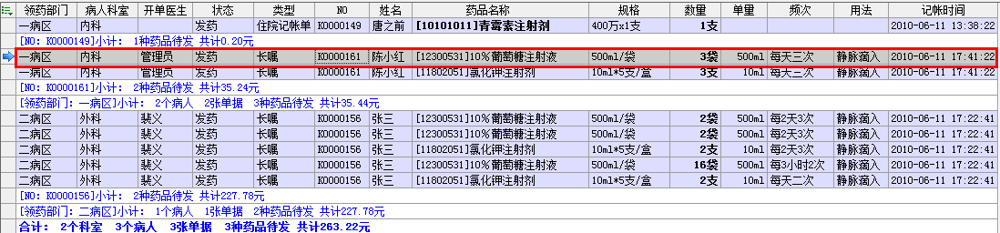 领药部门 病人科室 开单医生 状态 类型 NO 姓名 药品名称 规格 数量 单量 频次 用法 记帐时间
一病区 内科 发药 住院记帐单 K0000149 唐之前 [10101011]青霉素注射剂 400万x1支 1支 2010-06-11 13:38:22
[NO: K0000149]小计: 1种药品待发 共计0.20元
一病区 内科 管理员 发药 长嘱 K0000161 陈小红 [12300531]10%葡萄糖注射液 500ml/袋 3袋 500ml 每天三次 静脉滴入 2010-06-11 17:41:22
一病区 内科 管理员 发药 长嘱 K0000161 陈小红 [11802051]氯化钾注射剂 10ml*5支/盒 3支 10ml 每天三次 静脉滴入 2010-06-11 17:41:22
[NO: K0000161]小计: 2种药品待发 共计35.24元
[领药部门: 一病区]小计: 2个病人 2张单据 3种药品待发 共计35.44元
二病区 外科 裴义 发药 长嘱 K0000156 张三 [12300531]10%葡萄糖注射液 500ml/袋 2袋 500ml 每2天3次 静脉滴入 2010-06-11 17:22:41
二病区 外科 裴义 发药 长嘱 K0000156 张三 [12300531]10%葡萄糖注射液 500ml/袋 2袋 500ml 每2天3次 静脉滴入 2010-06-11 17:22:41
二病区 外科 裴义 发药 长嘱 K0000156 张三 [11802051]氯化钾注射剂 10ml*5支/盒 2支 10ml 每2天3次 静脉滴入 2010-06-11 17:22:41
二病区 外科 裴义 发药 长嘱 K0000156 张三 [12300531]10%葡萄糖注射液 500ml/袋 16袋 500ml 每3小时2次 静脉滴入 2010-06-11 17:22:41
二病区 外科 裴义 发药 长嘱 K0000156 张三 [11802051]氯化钾注射剂 10ml*5支/盒 2支 10ml 每天二次 静脉滴入 2010-06-11 17:22:41
[NO: K0000156]小计: 2种药品待发 共计227.78元
[领药部门: 二病区]小计: 1个病人 1张单据 2种药品待发 共计227.78元
合计: 2个科室 3个病人 3张单据 3种药品待发 共计263.22元